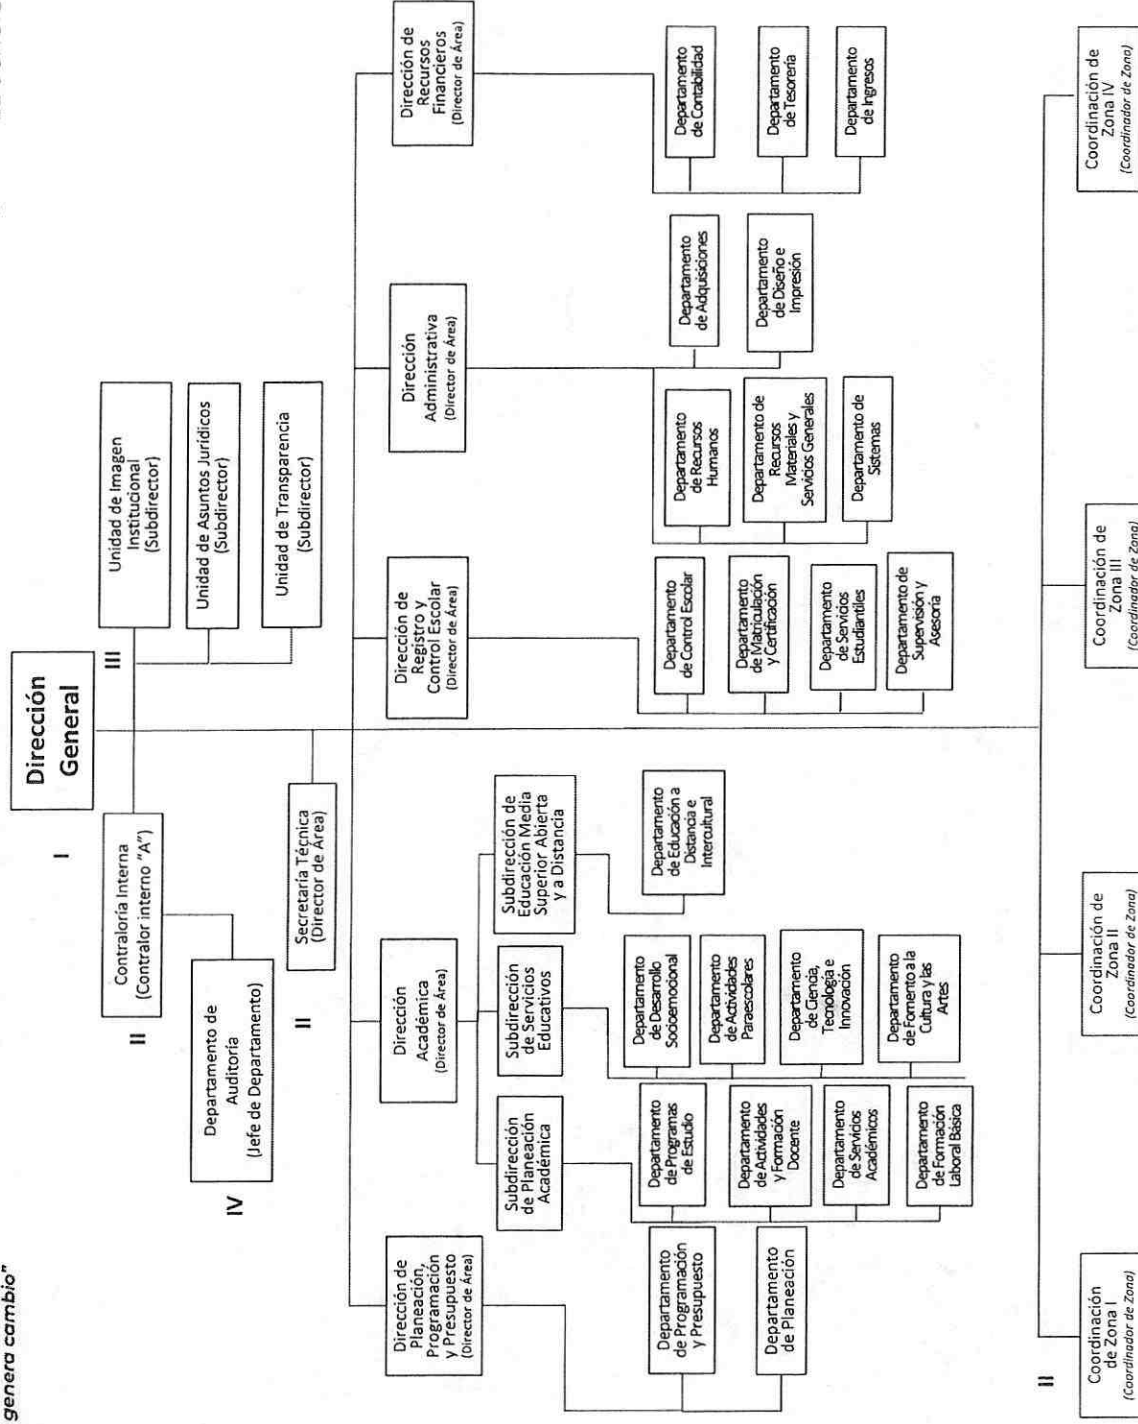 genera cambio"
Dirección
General
I
Contraloría Interna
(Contralor interno "A")
II
Departamento de
Auditoría
(Jefe de Departamento)
IV
III
Unidad de Imagen
Institucional
(Subdirector)
Unidad de Asuntos Jurídicos
(Subdirector)
Unidad de Transparencia
(Subdirector)
Secretaría Técnica
(Director de Área)
II
Dirección de
Planeación,
Programación
y Presupuesto
(Director de Área)
Dirección
Académica
(Director de Área)
Dirección de
Registro y
Control Escolar
(Director de Área)
Dirección
Administrativa
(Director de Área)
Dirección de
Recursos
Financieros
(Director de Área)
Subdirección
de Planeación
Académica
Subdirección
de Servicios
Educativos
Subdirección de
Educación Media
Superior Abierta
y a Distancia
Departamento
de Programación
y Presupuesto
Departamento
de Planeación
Departamento
de Programas
de Estudio
Departamento
de Actividades
y Formación
Docente
Departamento
de Servicios
Académicos
Departamento
de Formación
Laboral Básica
Departamento
de Desarrollo
Socioemocional
Departamento
de Actividades
Paraescolares
Departamento
de Ciencia,
Tecnología e
Innovación
Departamento
de Fomento a la
Cultura y las
Artes
Departamento
de Educación a
Distancia e
Intercultural
Departamento
de Control Escolar
Departamento
de Matriculación
y Certificación
Departamento
de Servicios
Estudiantiles
Departamento de
Supervisión y
Asesoría
Departamento
de Recursos
Humanos
Departamento de
Recursos
Materiales y
Servicios Generales
Departamento de
Sistemas
Departamento
de Adquisiciones
Departamento
de Diseño e
Impresión
Departamento
de Contabilidad
Departamento
de Tesorería
Departamento
de Ingresos
II
Coordinación
de Zona I
(Coordinador de Zona)
Coordinación de
Zona II
(Coordinador de Zona)
Coordinación de
Zona III
(Coordinador de Zona)
Coordinación de
Zona IV
(Coordinador de Zona)